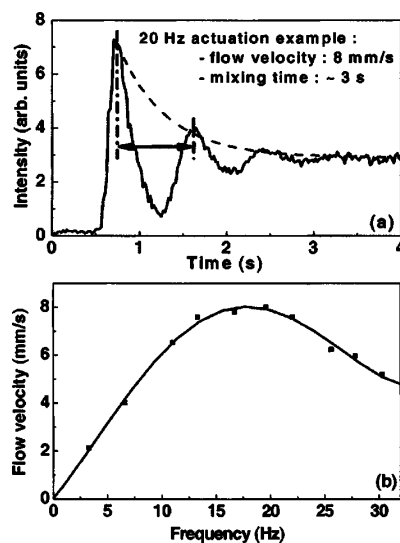 20 Hz actuation example :
- flow velocity : 8 mm/s
- mixing time : ~ 3 s
Intensity (arb. units)
8
6
4
2
0
0 1 2 3 4
(a)
Time (s)
Flow velocity (mm/s)
8
6
4
2
0
0 5 10 15 20 25 30
(b)
Frequency (Hz)